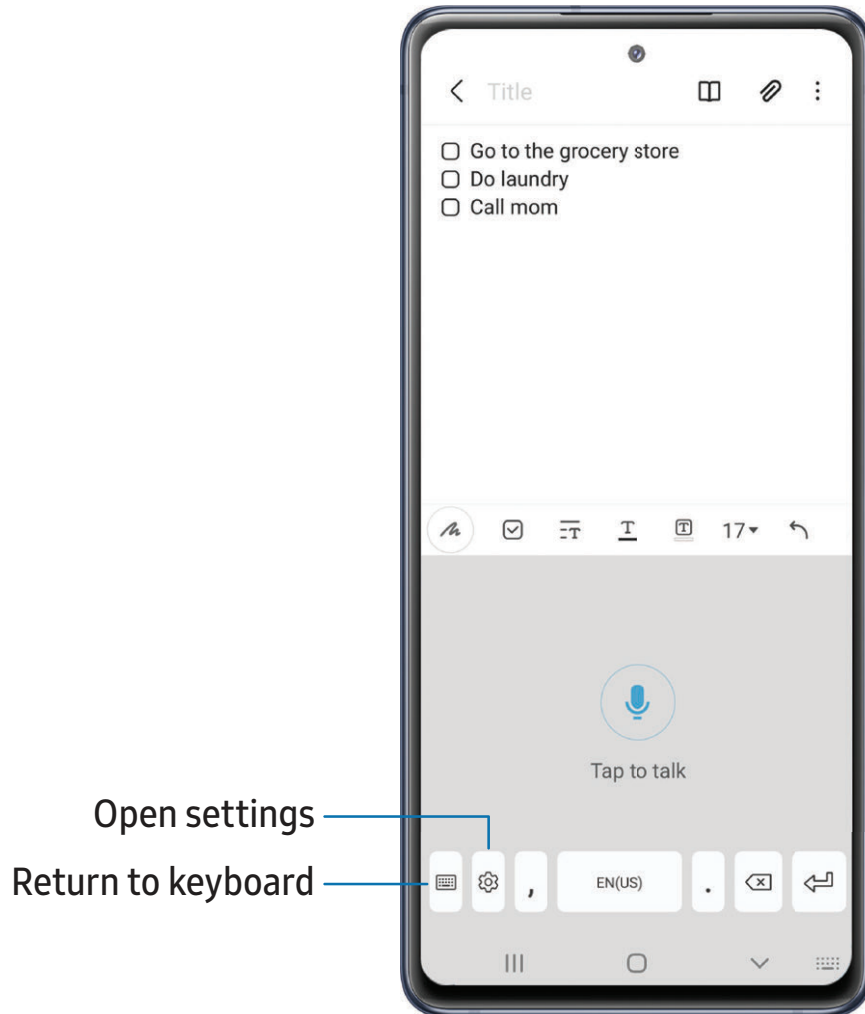 Title
Go to the grocery store
Do laundry
Call mom
17
Tap to talk
Open settings
Return to keyboard
, EN(US) .